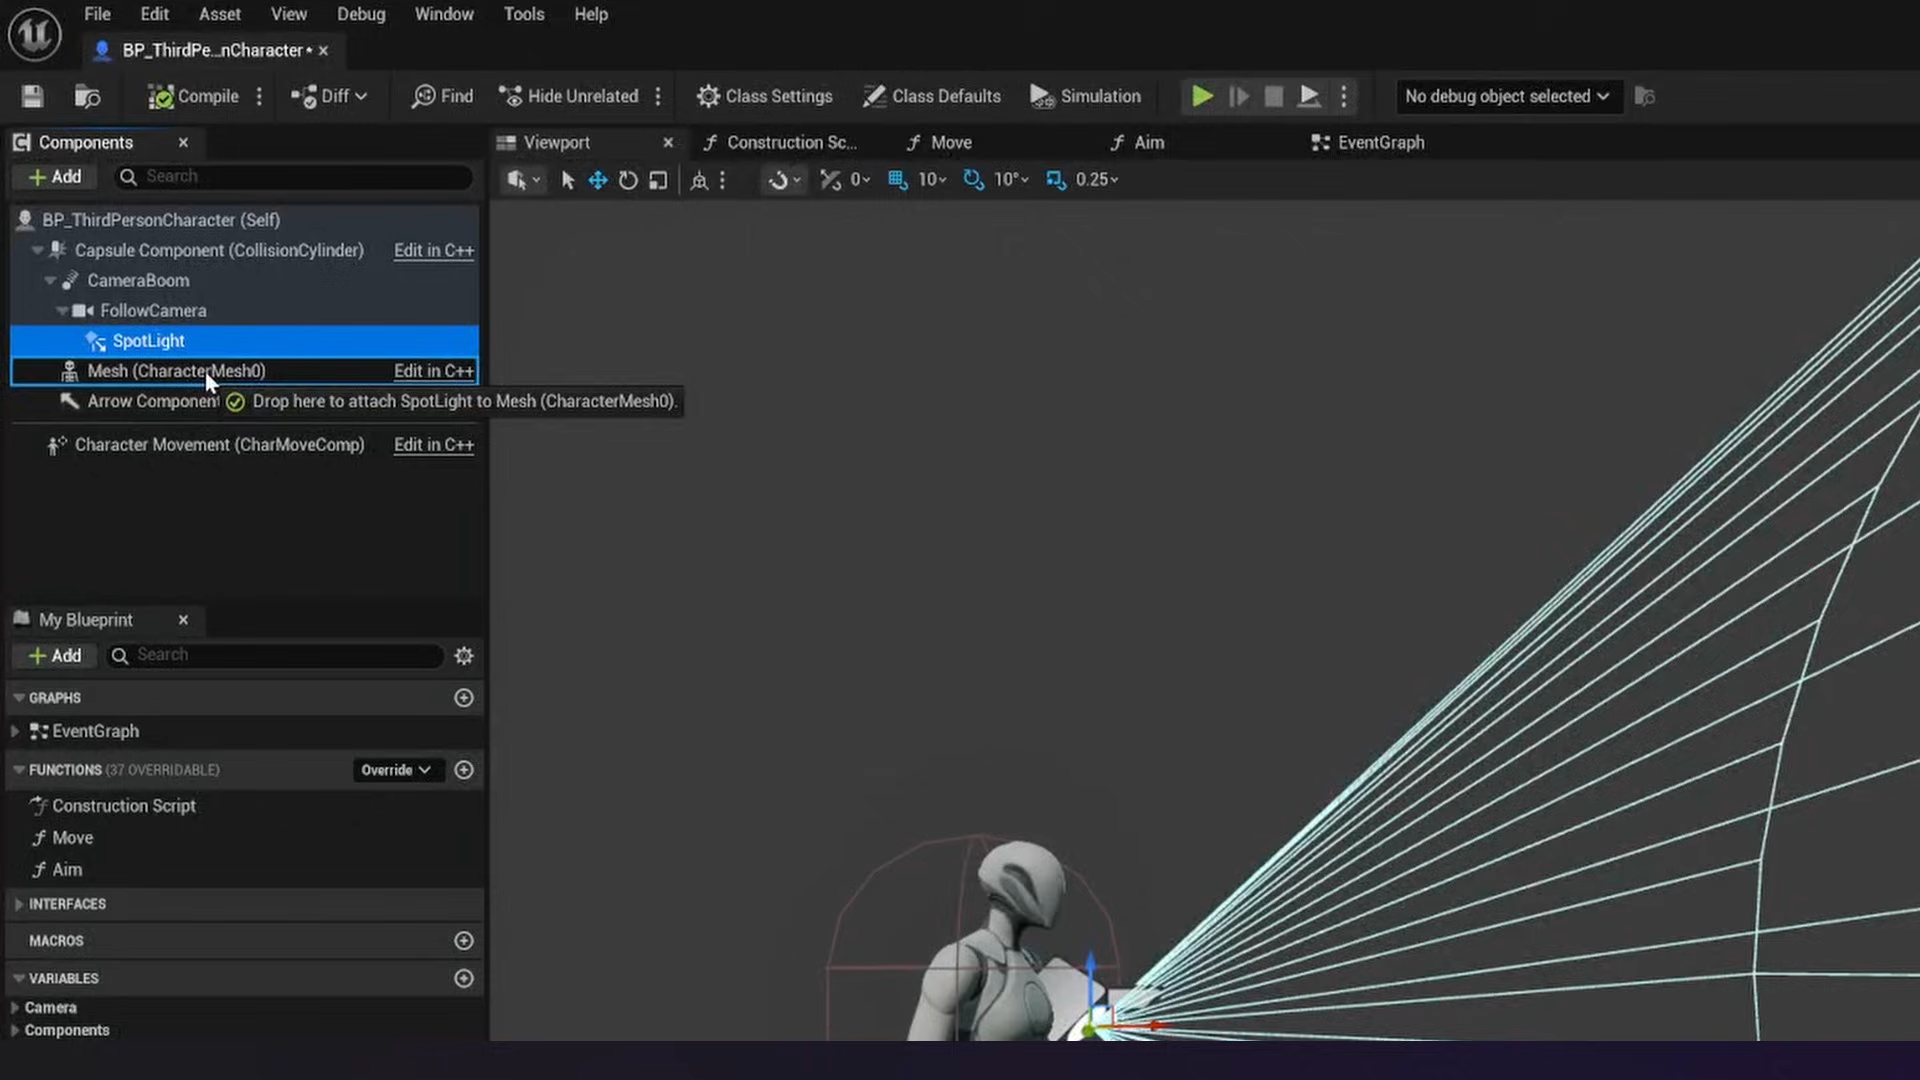 File Edit Asset View Debug Window Tools Help
BP_ThirdPe...nCharacter•
Compile Diff Find Hide Unrelated Class Settings Class Defaults Simulation No debug object selected
Components Viewport Construction Sc... Move Aim EventGraph
+ Add Search 0 10 10° 0.25
BP_ThirdPersonCharacter (Self)
Capsule Component (CollisionCylinder) Edit in C++
CameraBoom
FollowCamera
SpotLight
Mesh (CharacterMesh0) Edit in C++
Arrow Component Drop here to attach SpotLight to Mesh (CharacterMesh0).
Character Movement (CharMoveComp) Edit in C++
My Blueprint
+ Add Search
GRAPHS
EventGraph
FUNCTIONS (37 OVERRIDABLE) Override
Construction Script
Move
Aim
INTERFACES
MACROS
VARIABLES
Camera
Components